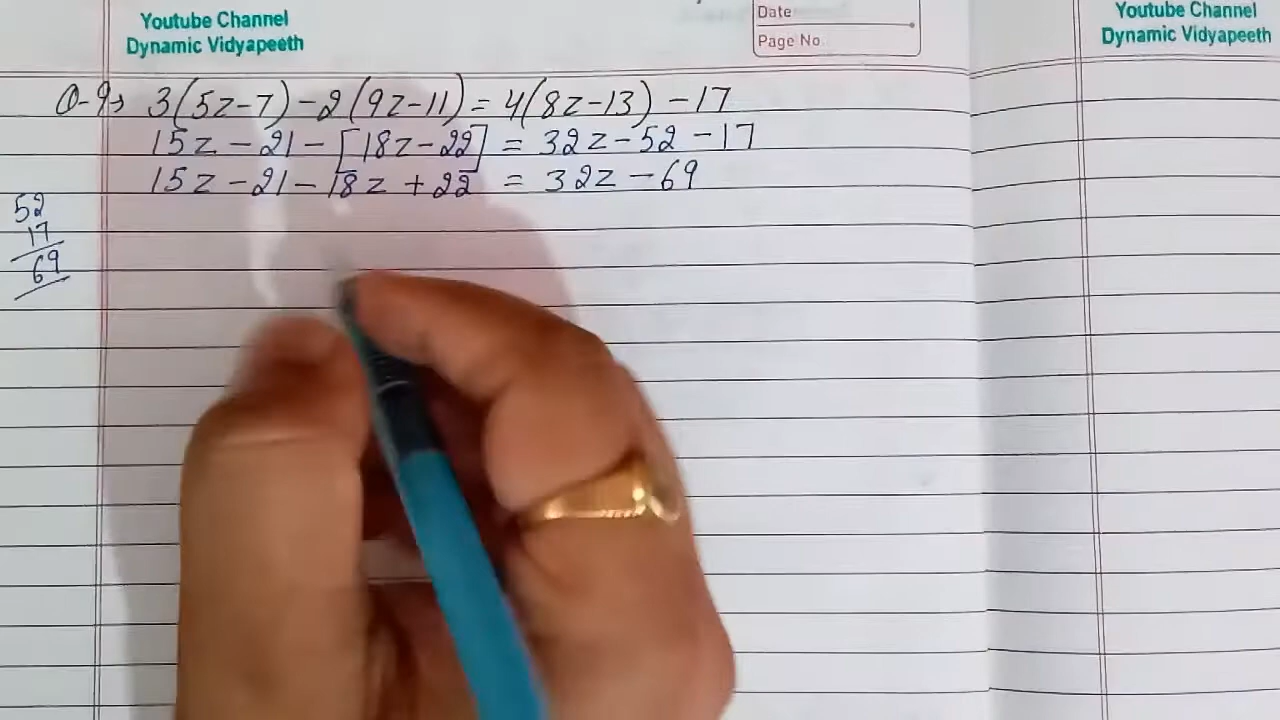 Youtube Channel
Dynamic Vidyapeeth
Date
Page No
Youtube Channel
Dynamic Vidyapeeth
Q-9→ 3(5z-7)-2(9z-11) = 4(8z-13) -17
15z - 21 - [18z - 22] = 32z - 52 - 17
15z - 21 - 18z + 22 = 32z - 69
52
17
69